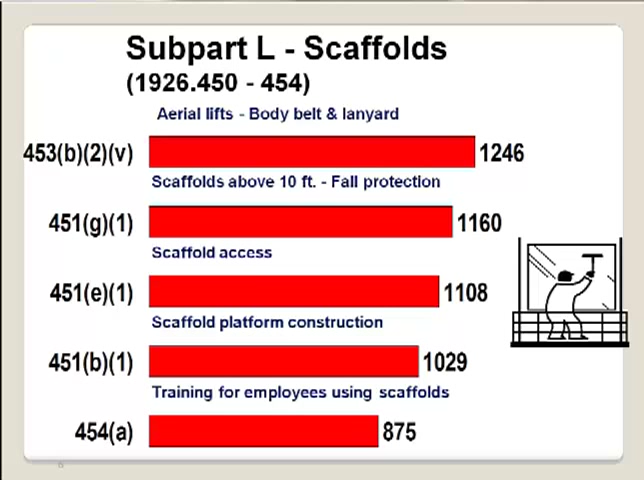 Subpart L - Scaffolds
(1926.450 - 454)
Aerial lifts - Body belt & lanyard
453(b)(2)(v) 1246
Scaffolds above 10 ft. - Fall protection
451(g)(1) 1160
Scaffold access
451(e)(1) 1108
Scaffold platform construction
451(b)(1) 1029
Training for employees using scaffolds
454(a) 875